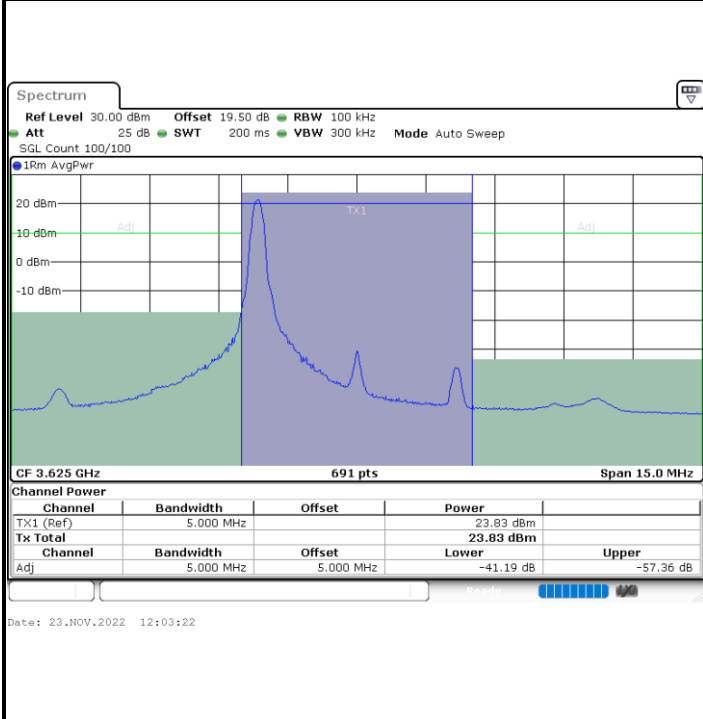 Spectrum
Ref Level 30.00 dBm Offset 19.50 dB RBW 100 kHz
Att 25 dB SWT 200 ms VBW 300 kHz Mode Auto Sweep
SGL Count 100/100
1Rm AvgPwr
20 dBm
TX1
Adj Adj
10 dBm
0 dBm
-10 dBm
CF 3.625 GHz 691 pts Span 15.0 MHz
Channel Power
Channel Bandwidth Offset Power
TX1 (Ref) 5.000 MHz 23.83 dBm
Tx Total 23.83 dBm
Channel Bandwidth Offset Lower Upper
Adj 5.000 MHz 5.000 MHz -41.19 dB -57.36 dB
Ready
Date: 23.NOV.2022 12:03:22